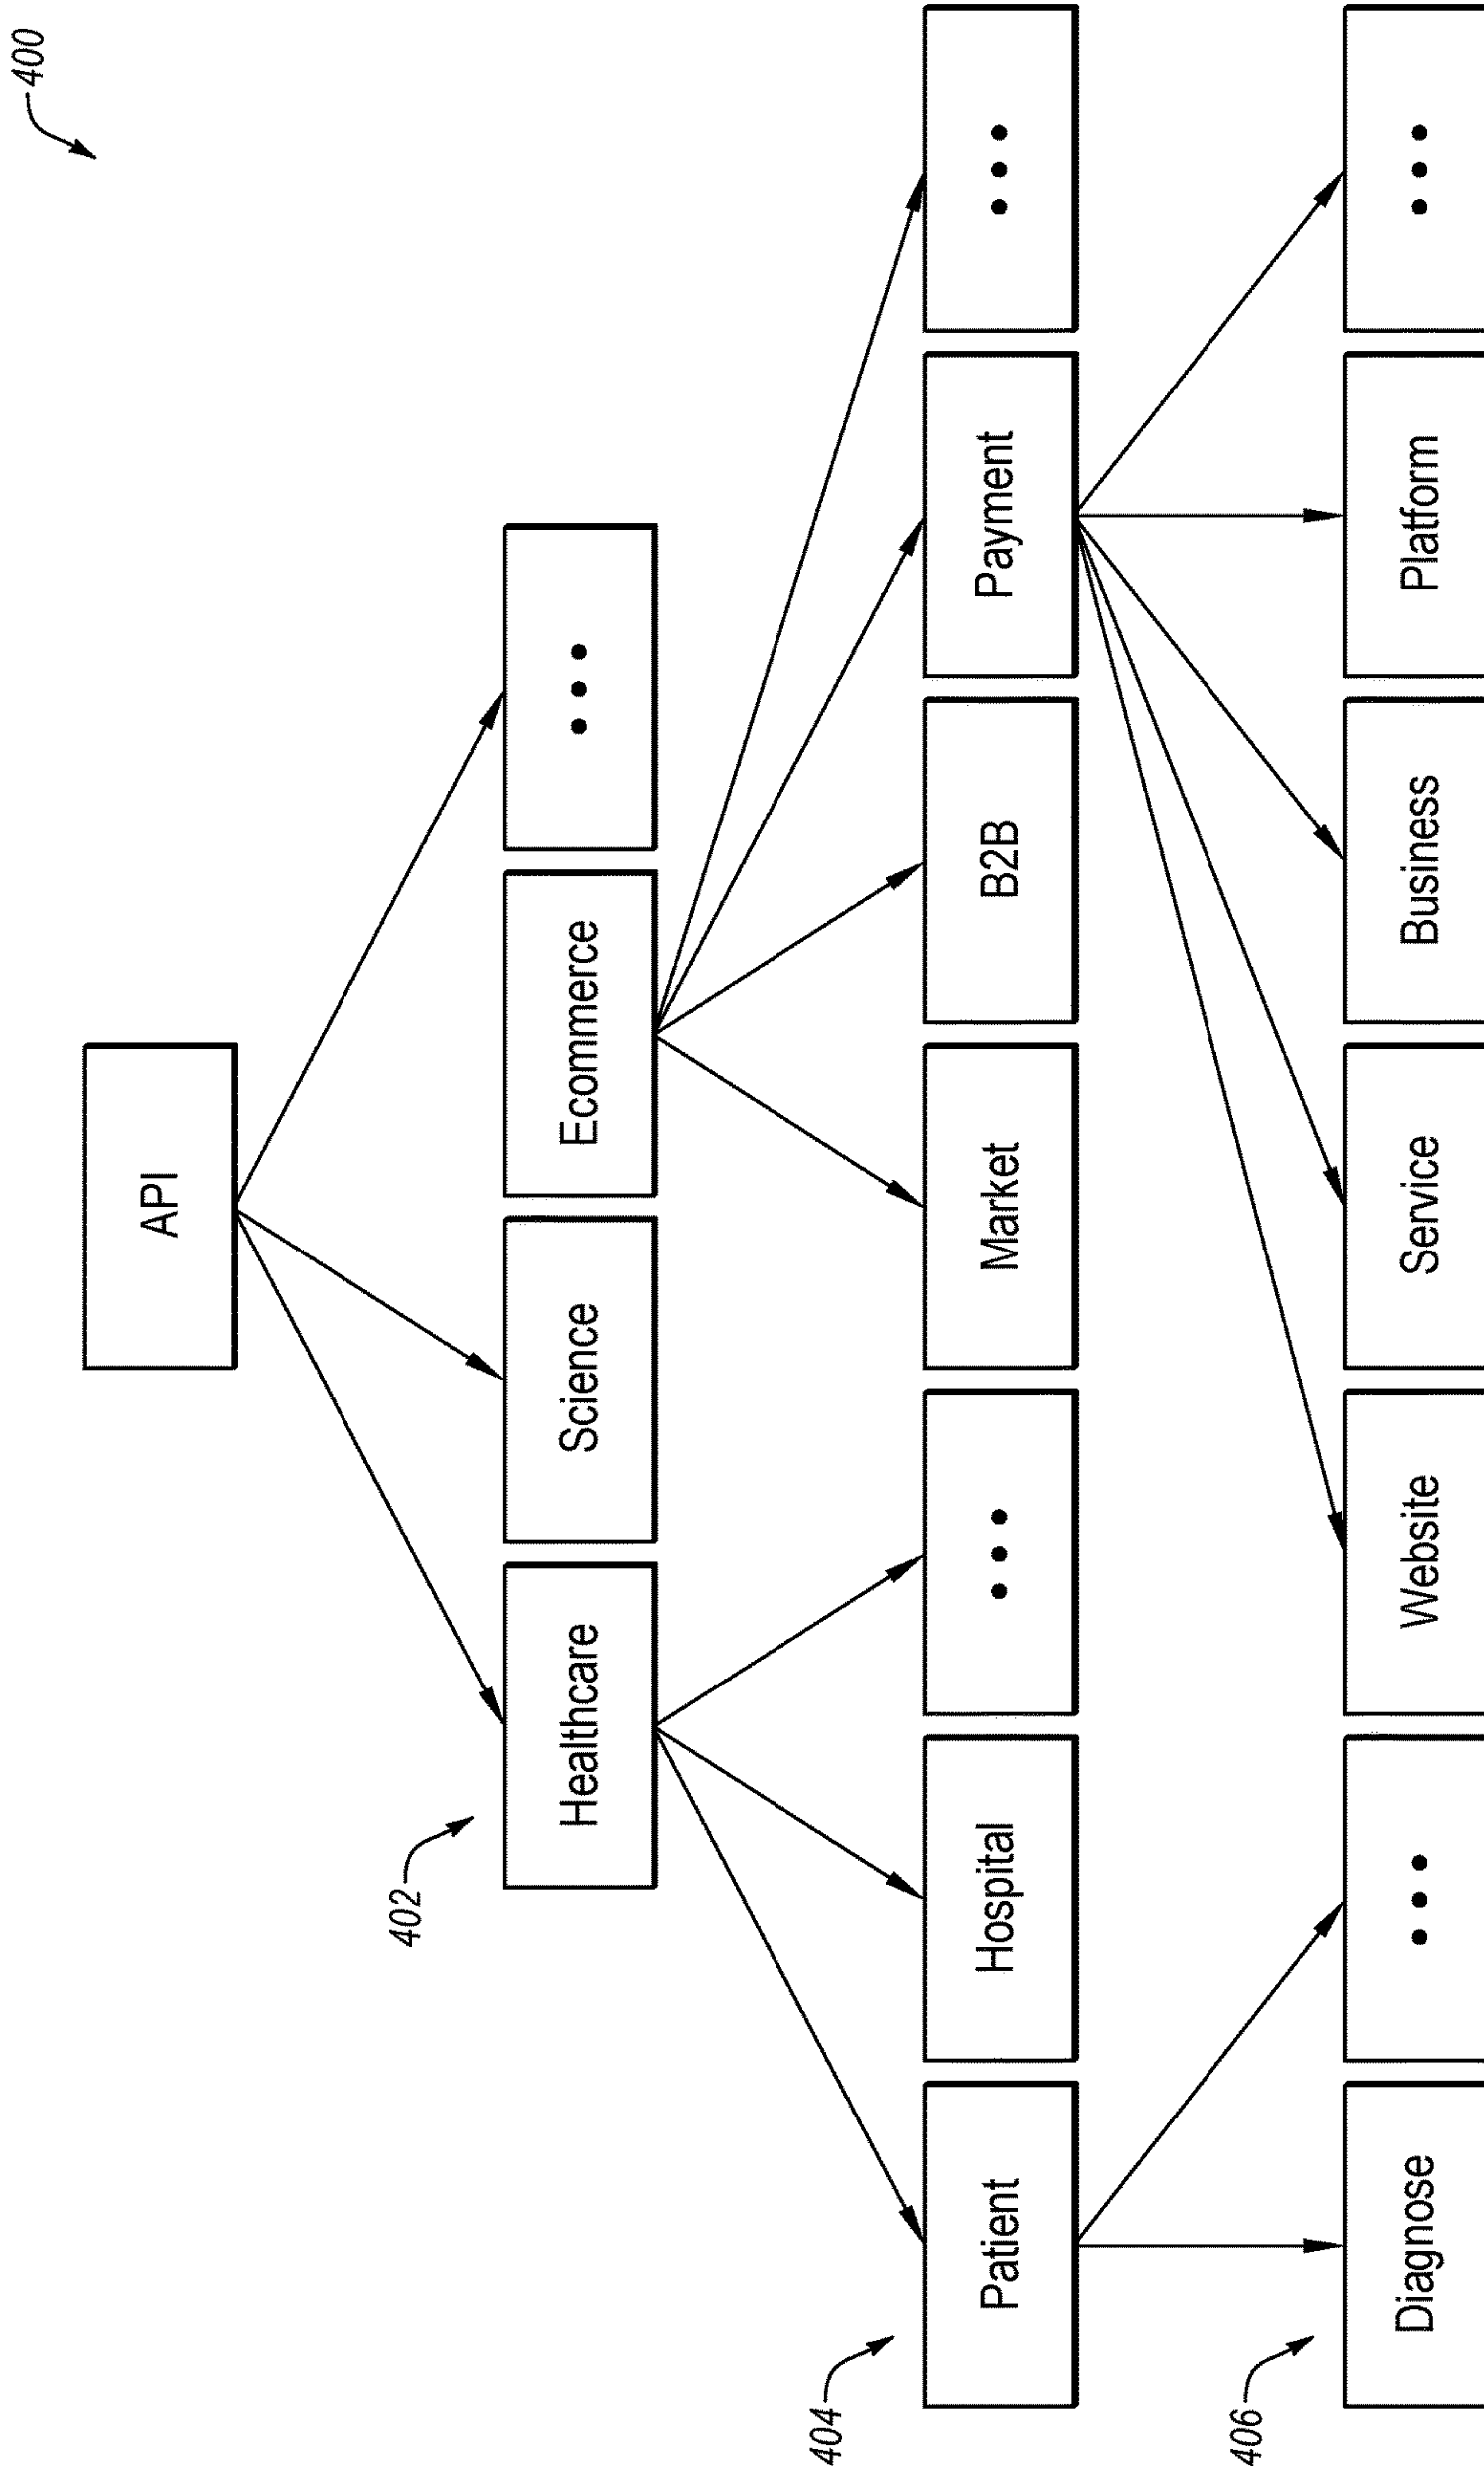 400
API
402
Healthcare
Science
Ecommerce
• • •
404
Patient
Hospital
• • •
Market
B2B
Payment
• • •
406
Diagnose
• • •
Website
Service
Business
Platform
• • •